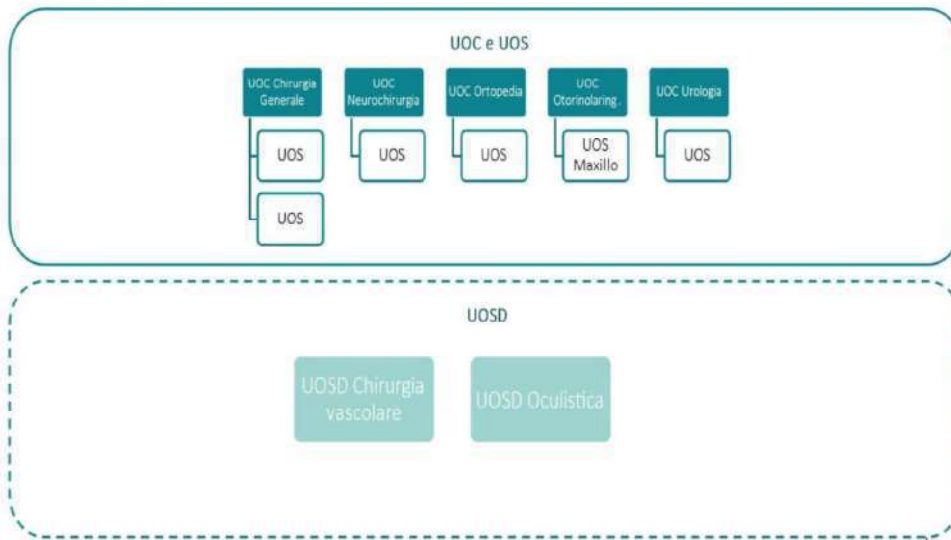 UOC e UOS
UOC Chirurgia
Generale
UOC
Neurochirurgia
UOC Ortopedia
UOC
Otorinolaring.
UOC Urologia
UOS
UOS
UOS
UOS
Maxillo
UOS
UOS
UOSD
UOSD Chirurgia
vascolare
UOSD Oculistica